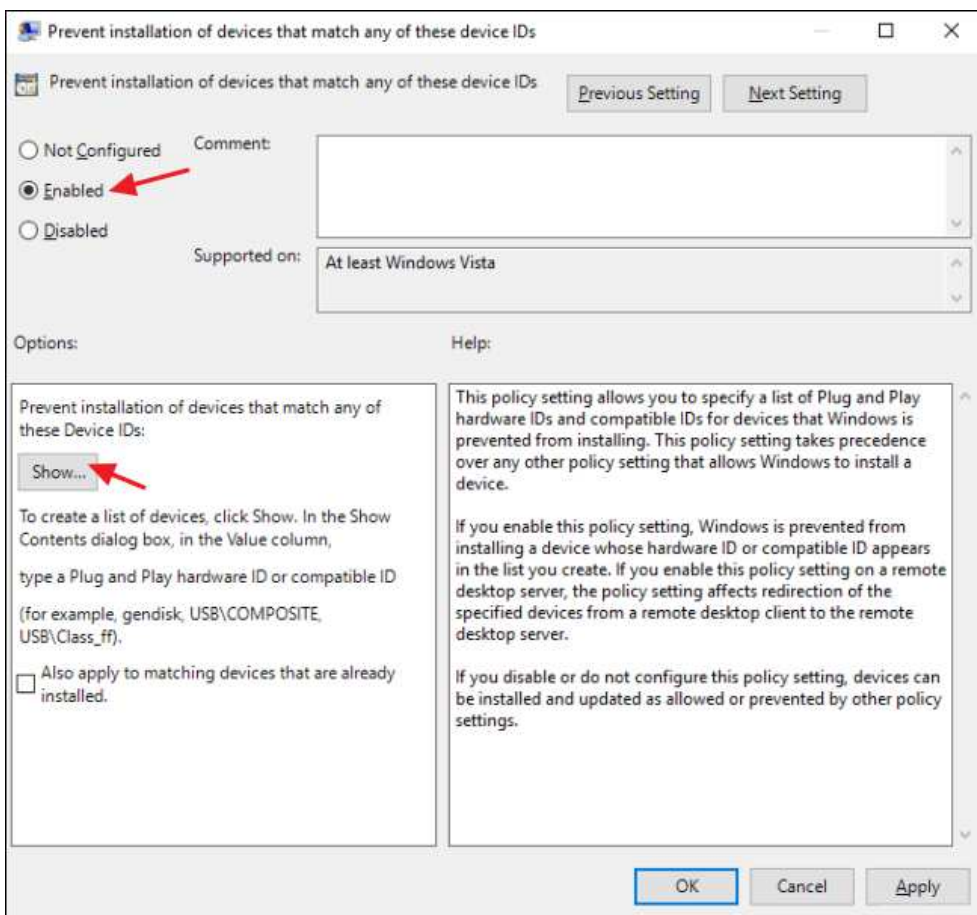 Prevent installation of devices that match any of these device IDs
Prevent installation of devices that match any of these device IDs
Previous Setting
Next Setting
Not Configured
Comment:
Enabled
Disabled
Supported on:
At least Windows Vista
Options:
Help:
Prevent installation of devices that match any of
these Device IDs:
Show...
To create a list of devices, click Show. In the Show
Contents dialog box, in the Value column,
type a Plug and Play hardware ID or compatible ID
(for example, gendisk, USB\COMPOSITE,
USB\Class_ff).
Also apply to matching devices that are already
installed.
This policy setting allows you to specify a list of Plug and Play
hardware IDs and compatible IDs for devices that Windows is
prevented from installing. This policy setting takes precedence
over any other policy setting that allows Windows to install a
device.
If you enable this policy setting, Windows is prevented from
installing a device whose hardware ID or compatible ID appears
in the list you create. If you enable this policy setting on a remote
desktop server, the policy setting affects redirection of the
specified devices from a remote desktop client to the remote
desktop server.
If you disable or do not configure this policy setting, devices can
be installed and updated as allowed or prevented by other policy
settings.
OK
Cancel
Apply